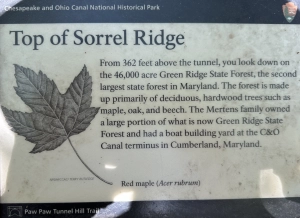 Chesapeake and Ohio Canal National Historical Park
Top of Sorrel Ridge
From 362 feet above the tunnel, you look down on
the 46,000 acre Green Ridge State Forest, the second
largest state forest in Maryland. The forest is made
up primarily of deciduous, hardwood trees such as
maple, oak, and beech. The Mertens family owned
a large portion of what is now Green Ridge State
Forest and had a boat building yard at the C&O
Canal terminus in Cumberland, Maryland.
Red maple (Acer rubrum)
Paw Paw Tunnel Hill Trail